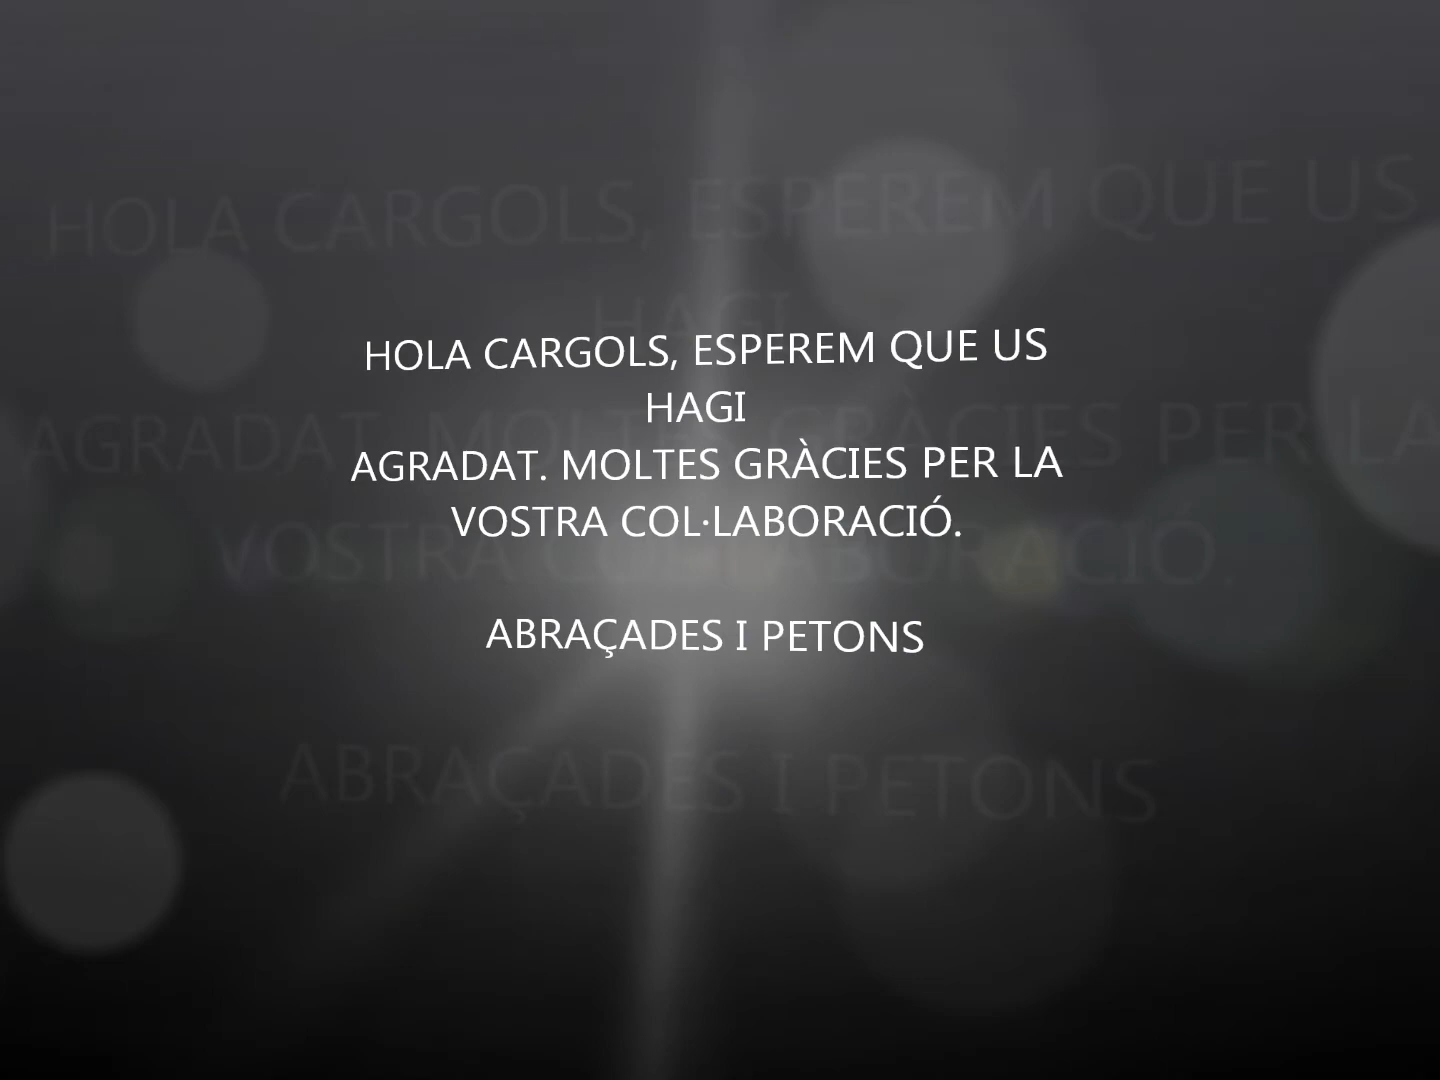 HOLA CARGOLS, ESPEREM QUE US
HAGI
AGRADAT. MOLTES GRÀCIES PER LA
VOSTRA COL·LABORACIÓ.
ABRAÇADES I PETONS